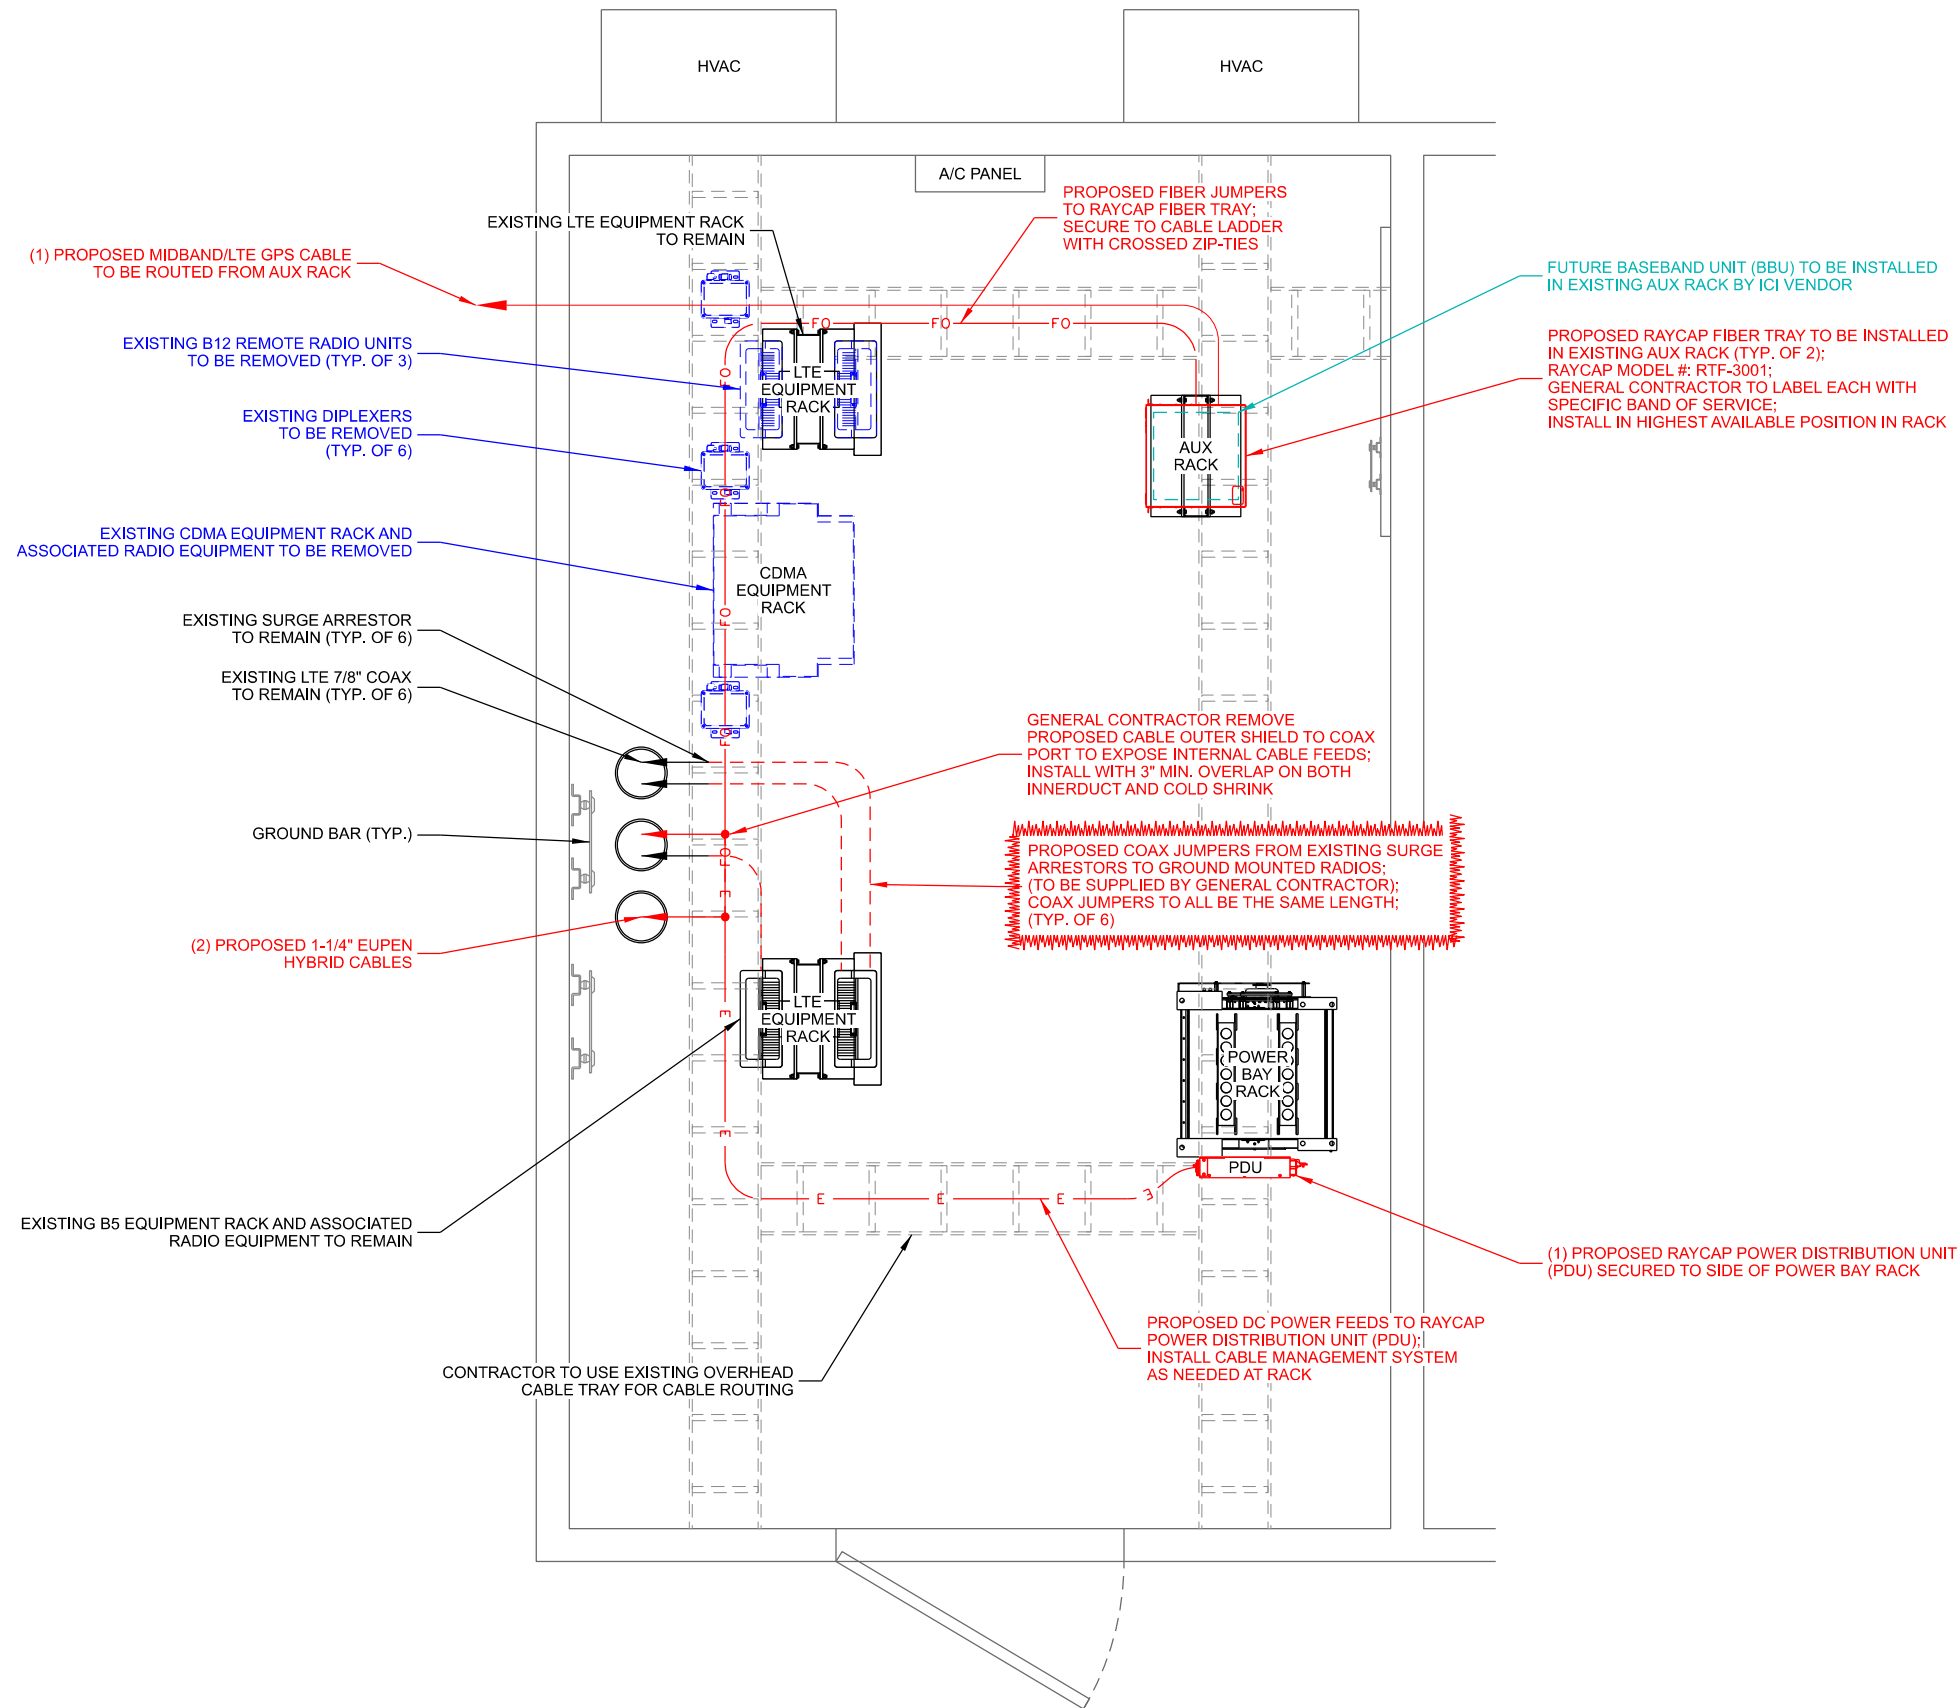 HVAC
HVAC
A/C PANEL
EXISTING LTE EQUIPMENT RACK
TO REMAIN
PROPOSED FIBER JUMPERS
TO RAYCAP FIBER TRAY;
SECURE TO CABLE LADDER
WITH CROSSED ZIP-TIES
(1) PROPOSED MIDBAND/LTE GPS CABLE
TO BE ROUTED FROM AUX RACK
FUTURE BASEBAND UNIT (BBU) TO BE INSTALLED
IN EXISTING AUX RACK BY ICI VENDOR
EXISTING B12 REMOTE RADIO UNITS
TO BE REMOVED (TYP. OF 3)
FO
FO
FO
FO
PROPOSED RAYCAP FIBER TRAY TO BE INSTALLED
IN EXISTING AUX RACK (TYP. OF 2);
RAYCAP MODEL #: RTF-3001;
GENERAL CONTRACTOR TO LABEL EACH WITH
SPECIFIC BAND OF SERVICE;
INSTALL IN HIGHEST AVAILABLE POSITION IN RACK
LTE
EQUIPMENT
RACK
EXISTING DIPLEXERS
TO BE REMOVED
(TYP. OF 6)
AUX
RACK
FO
EXISTING CDMA EQUIPMENT RACK AND
ASSOCIATED RADIO EQUIPMENT TO BE REMOVED
CDMA
EQUIPMENT
RACK
FO
EXISTING SURGE ARRESTOR
TO REMAIN (TYP. OF 6)
EXISTING LTE 7/8" COAX
TO REMAIN (TYP. OF 6)
FO
GENERAL CONTRACTOR REMOVE
PROPOSED CABLE OUTER SHIELD TO COAX
PORT TO EXPOSE INTERNAL CABLE FEEDS;
INSTALL WITH 3" MIN. OVERLAP ON BOTH
INNERDUCT AND COLD SHRINK
GROUND BAR (TYP.)
FO
E
PROPOSED COAX JUMPERS FROM EXISTING SURGE
ARRESTORS TO GROUND MOUNTED RADIOS;
(TO BE SUPPLIED BY GENERAL CONTRACTOR);
COAX JUMPERS TO ALL BE THE SAME LENGTH;
(TYP. OF 6)
(2) PROPOSED 1-1/4" EUPEN
HYBRID CABLES
E
LTE
EQUIPMENT
RACK
POWER
BAY
RACK
E
PDU
E
E
E
E
EXISTING B5 EQUIPMENT RACK AND ASSOCIATED
RADIO EQUIPMENT TO REMAIN
(1) PROPOSED RAYCAP POWER DISTRIBUTION UNIT
(PDU) SECURED TO SIDE OF POWER BAY RACK
PROPOSED DC POWER FEEDS TO RAYCAP
POWER DISTRIBUTION UNIT (PDU);
INSTALL CABLE MANAGEMENT SYSTEM
AS NEEDED AT RACK
CONTRACTOR TO USE EXISTING OVERHEAD
CABLE TRAY FOR CABLE ROUTING